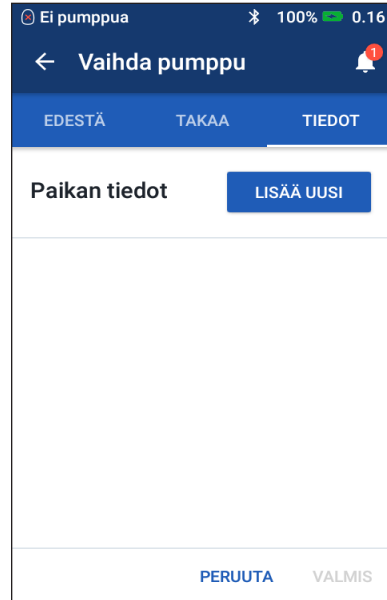 Ei pumppua 100% 0.16
Vaihda pumppu 1
EDESTÄ TAKAA TIEDOT
Paikan tiedot LISÄÄ UUSI
PERUUTA VALMIS